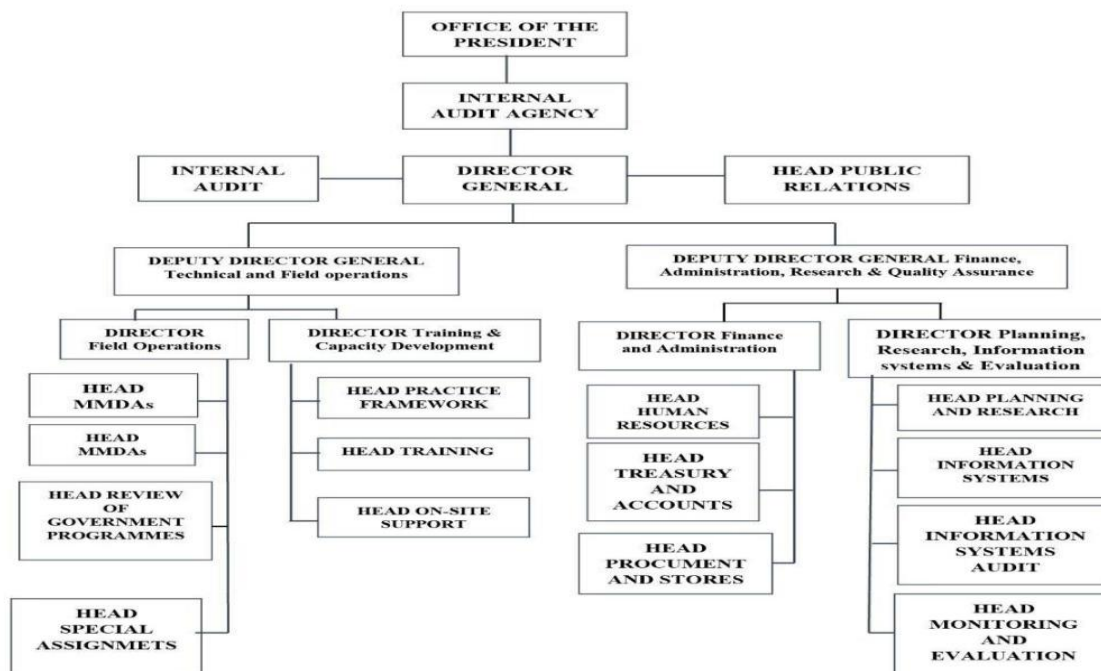 OFFICE OF THE
PRESIDENT
INTERNAL
AUDIT AGENCY
INTERNAL
AUDIT
DIRECTOR
GENERAL
HEAD PUBLIC
RELATIONS
DEPUTY DIRECTOR GENERAL
Technical and Field operations
DEPUTY DIRECTOR GENERAL Finance,
Administration, Research & Quality Assurance
DIRECTOR
Field Operations
HEAD
MMDAs
HEAD
MMDAs
HEAD REVIEW
OF
GOVERNMENT
PROGRAMMES
HEAD
SPECIAL
ASSIGNMETS
DIRECTOR Training &
Capacity Development
HEAD PRACTICE
FRAMEWORK
HEAD TRAINING
HEAD ON-SITE
SUPPORT
DIRECTOR Finance
and Administration
HEAD
HUMAN
RESOURCES
HEAD
TREASURY
AND
ACCOUNTS
HEAD
PROCUMENT
AND STORES
DIRECTOR Planning,
Research, Information
systems & Evaluation
HEAD PLANNING
AND RESEARCH
HEAD
INFORMATION
SYSTEMS
HEAD
INFORMATION
SYSTEMS
AUDIT
HEAD
MONITORING
AND
EVALUATION